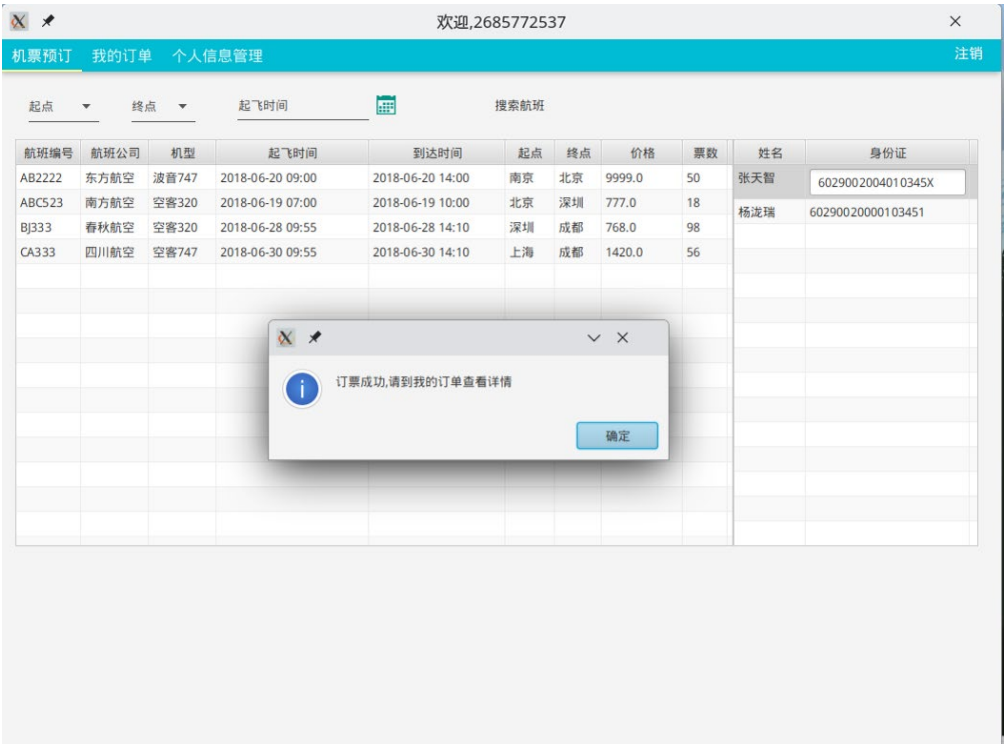 欢迎,2685772537
机票预订 我的订单 个人信息管理 注销
起点 终点 起飞时间 搜索航班
航班编号 航班公司 机型 起飞时间 到达时间 起点 终点 价格 票数 姓名 身份证
AB2222 东方航空 波音747 2018-06-20 09:00 2018-06-20 14:00 南京 北京 9999.0 50 张天智 6029002004010345X
ABC523 南方航空 空客320 2018-06-19 07:00 2018-06-19 10:00 北京 深圳 777.0 18 杨泷瑞 60290020000103451
BJ333 春秋航空 空客320 2018-06-28 09:55 2018-06-28 14:10 深圳 成都 768.0 98
CA333 四川航空 空客747 2018-06-30 09:55 2018-06-30 14:10 上海 成都 1420.0 56
订票成功,请到我的订单查看详情
确定